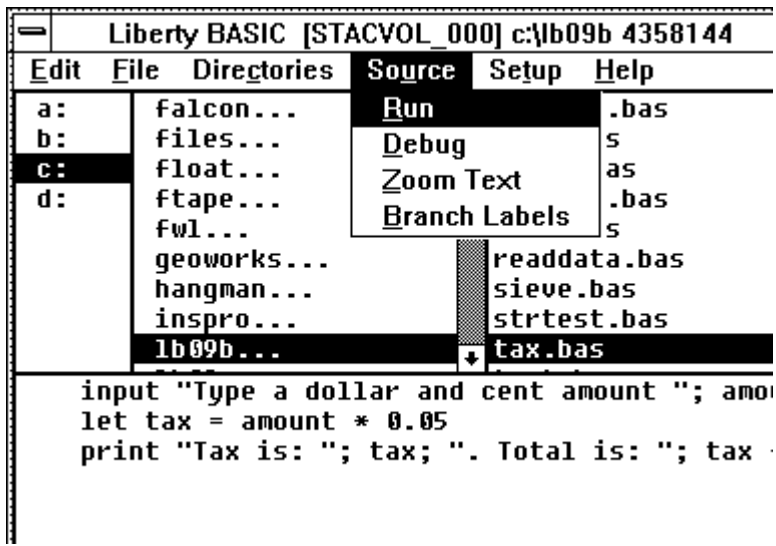 Liberty BASIC [STACVOL_000] c:\lb09b 4358144
Edit File Directories Source Setup Help
a:
b:
c:
d:
falcon...
files...
float...
ftape...
fwl...
geoworks...
hangman...
inspro...
lb09b...
Run
Debug
Zoom Text
Branch Labels
.bas
s
as
.bas
s
readdata.bas
sieve.bas
strtest.bas
tax.bas
input "Type a dollar and cent amount "; amou
let tax = amount * 0.05
print "Tax is: "; tax; ". Total is: "; tax